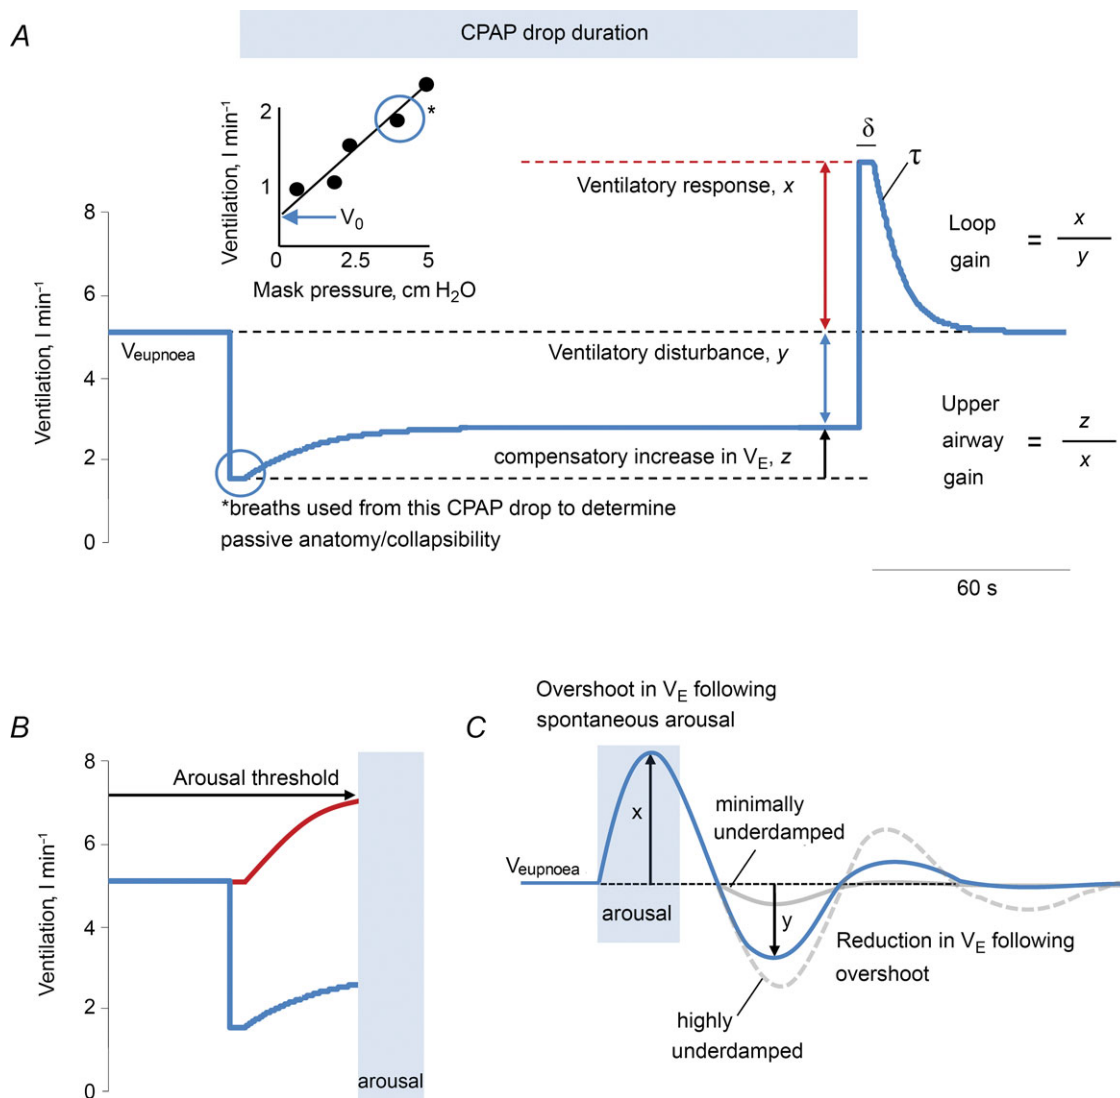 A
CPAP drop duration
Ventilation, l min⁻¹
2
1
*
V₀
0
2.5
5
Mask pressure, cm H₂O
δ
τ
Ventilatory response, x
Loop
gain
=
x
y
Ventilation, l min⁻¹
8
6
4
2
0
Veupnoea
Ventilatory disturbance, y
compensatory increase in VE, z
Upper
airway
gain
=
z
x
*breaths used from this CPAP drop to determine
passive anatomy/collapsibility
60 s
B
Ventilation, l min⁻¹
8
6
4
2
0
Arousal threshold
arousal
C
Overshoot in VE following
spontaneous arousal
x
minimally
underdamped
Veupnoea
arousal
y
Reduction in VE following
overshoot
highly
underdamped